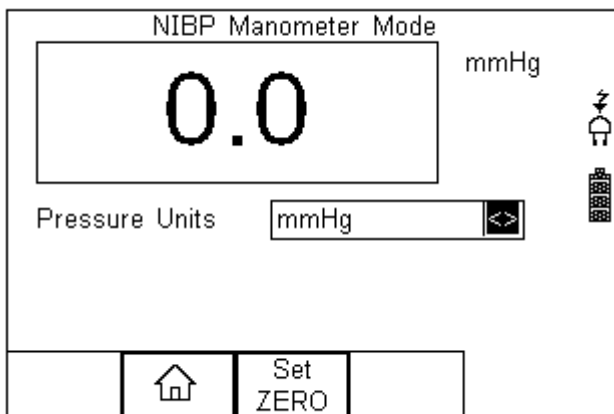 NIBP Manometer Mode
0.0
mmHg
Pressure Units
mmHg
<>
Set
ZERO